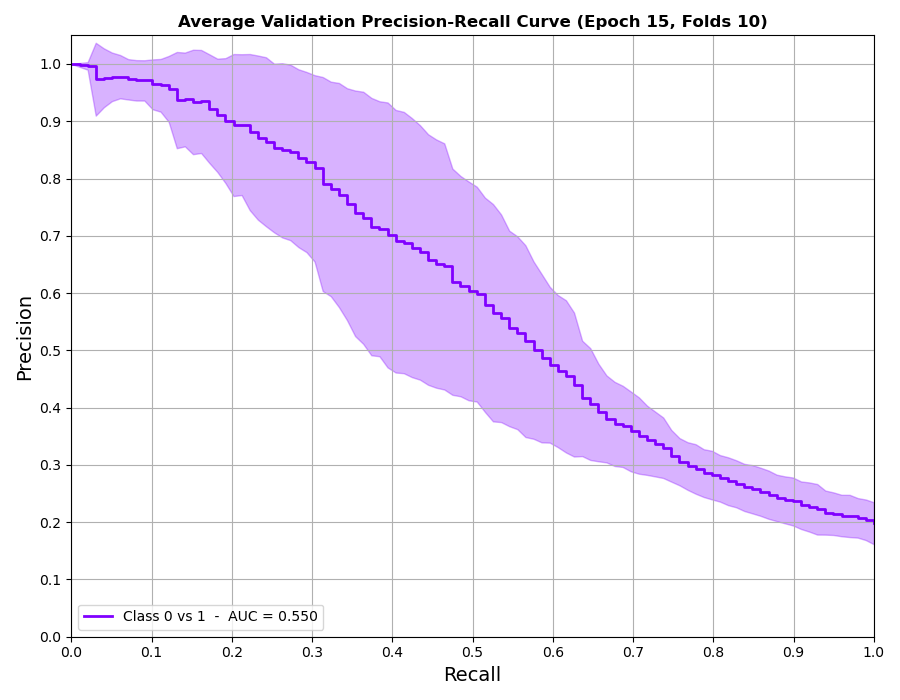 Average Validation Precision-Recall Curve (Epoch 15, Folds 10)
Precision
1.0
0.9
0.8
0.7
0.6
0.5
0.4
0.3
0.2
0.1
0.0
Class 0 vs 1 - AUC = 0.550
0.0 0.1 0.2 0.3 0.4 0.5 0.6 0.7 0.8 0.9 1.0
Recall